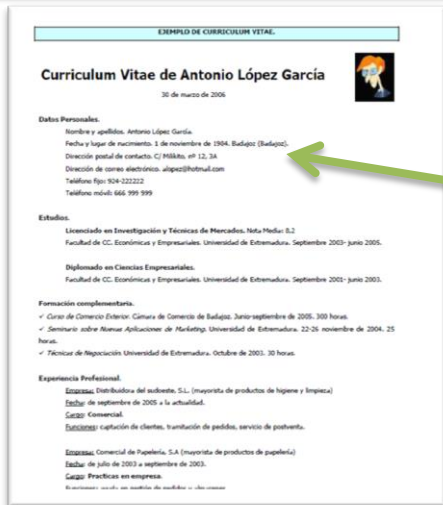 EJEMPLO DE CURRICULUM VITAE.
Curriculum Vitae de Antonio López García
30 de marzo de 2006
Datos Personales.
Nombre y apellidos. Antonio López García.
Fecha y lugar de nacimiento. 1 de noviembre de 1984. Badajoz (Badajoz).
Dirección postal de contacto. C/ Milikito, nº 12, 3A
Dirección de correo electrónico. alopez@hotmail.com
Teléfono fijo: 924-222222
Teléfono móvil: 666 999 999
Estudios.
Licenciado en Investigación y Técnicas de Mercados. Nota Media: 8.2
Facultad de CC. Económicas y Empresariales. Universidad de Extremadura. Septiembre 2003- junio 2005.
Diplomado en Ciencias Empresariales.
Facultad de CC. Económicas y Empresariales. Universidad de Extremadura. Septiembre 2001- junio 2003.
Formación complementaria.
✓ Curso de Comercio Exterior. Cámara de Comercio de Badajoz. Junio-septiembre de 2005. 300 horas.
✓ Seminario sobre Nuevas Aplicaciones de Marketing. Universidad de Extremadura. 22-26 noviembre de 2004. 25
horas.
✓ Técnicas de Negociación. Universidad de Extremadura. Octubre de 2003. 30 horas.
Experiencia Profesional.
Empresa: Distribuidora del sudoeste, S.L. (mayorista de productos de higiene y limpieza)
Fecha: de septiembre de 2005 a la actualidad.
Cargo: Comercial.
Funciones: captación de clientes, tramitación de pedidos, servicio de postventa.
Empresa: Comercial de Papelería, S.A (mayorista de productos de papelería)
Fecha: de julio de 2003 a septiembre de 2003.
Cargo: Practicas en empresa.